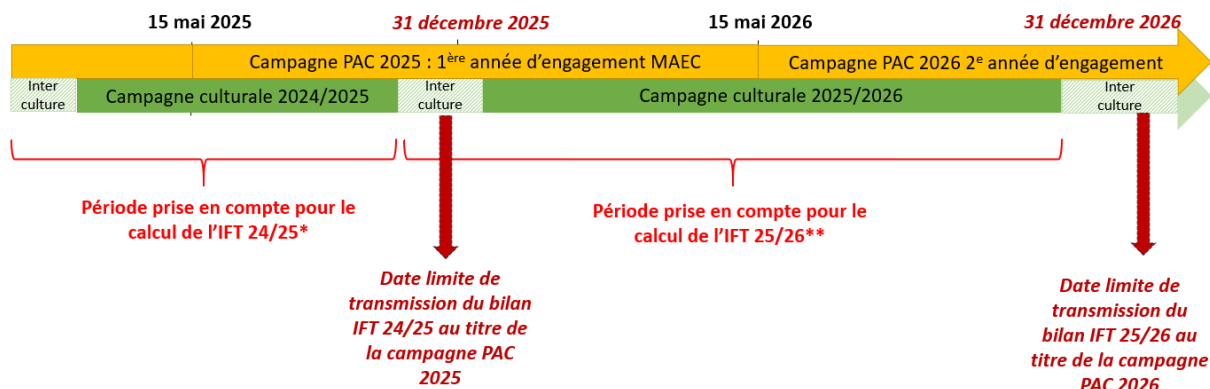 15 mai 2025
31 décembre 2025
15 mai 2026
31 décembre 2026
Campagne PAC 2025 : 1ère année d'engagement MAEC
Campagne PAC 2026 2e année d'engagement
Inter
culture
Campagne culturale 2024/2025
Inter
culture
Campagne culturale 2025/2026
Inter
culture
Période prise en compte pour le
calcul de l'IFT 24/25*
Période prise en compte pour le
calcul de l'IFT 25/26**
Date limite de
transmission du bilan
IFT 24/25 au titre de
la campagne PAC
2025
Date limite de
transmission du
bilan IFT 25/26 au
titre de la campagne
PAC 2026